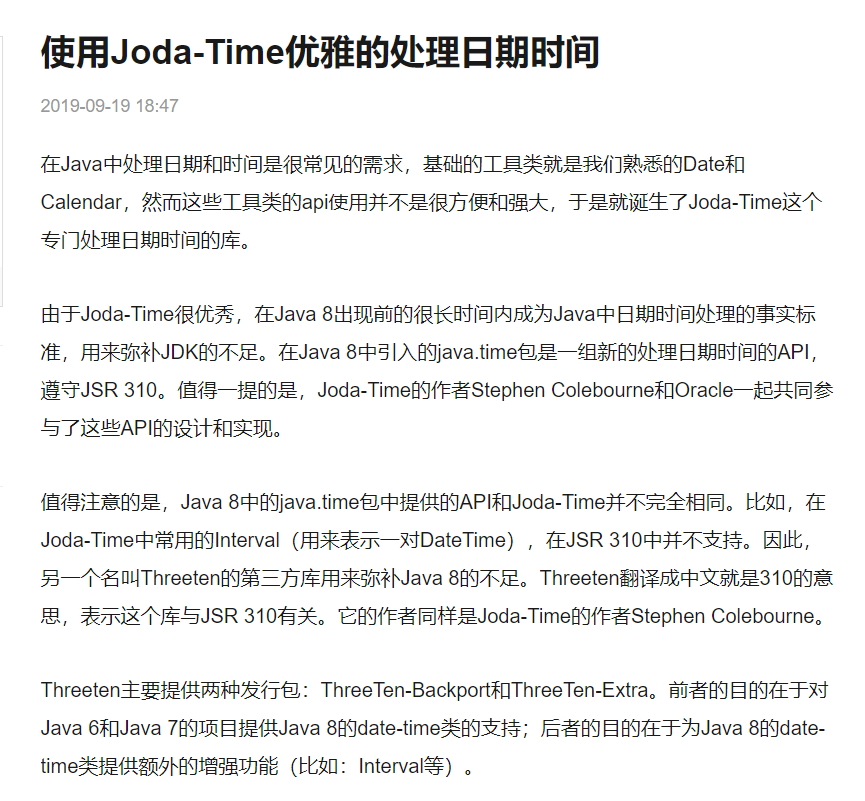 使用Joda-Time优雅的处理日期时间
2019-09-19 18:47
在Java中处理日期和时间是很常见的需求，基础的工具类就是我们熟悉的Date和
Calendar，然而这些工具类的api使用并不是很方便和强大，于是就诞生了Joda-Time这个
专门处理日期时间的库。
由于Joda-Time很优秀，在Java 8出现前的很长时间内成为Java中日期时间处理的事实标
准，用来弥补JDK的不足。在Java 8中引入的java.time包是一组新的处理日期时间的API，
遵守JSR 310。值得一提的是，Joda-Time的作者Stephen Colebourne和Oracle一起共同参
与了这些API的设计和实现。
值得注意的是，Java 8中的java.time包中提供的API和Joda-Time并不完全相同。比如，在
Joda-Time中常用的Interval（用来表示一对DateTime），在JSR 310中并不支持。因此，
另一个名叫Threeten的第三方库用来弥补Java 8的不足。Threeten翻译成中文就是310的意
思，表示这个库与JSR 310有关。它的作者同样是Joda-Time的作者Stephen Colebourne。
Threeten主要提供两种发行包：ThreeTen-Backport和ThreeTen-Extra。前者的目的在于对
Java 6和Java 7的项目提供Java 8的date-time类的支持；后者的目的在于为Java 8的date-
time类提供额外的增强功能（比如：Interval等）。